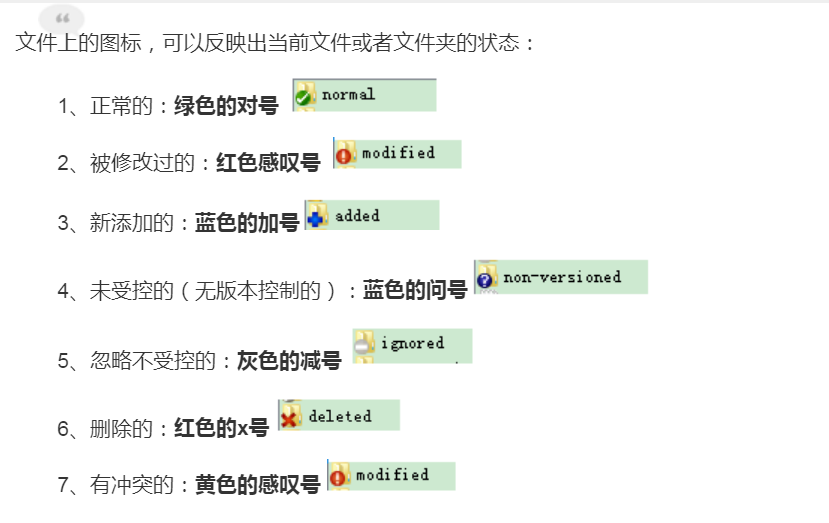 文件上的图标，可以反映出当前文件或者文件夹的状态：
1、正常的：绿色的对号 normal
2、被修改过的：红色感叹号 modified
3、新添加的：蓝色的加号 added
4、未受控的（无版本控制的）：蓝色的问号 non-versioned
5、忽略不受控的：灰色的减号 ignored
6、删除的：红色的x号 deleted
7、有冲突的：黄色的感叹号 modified